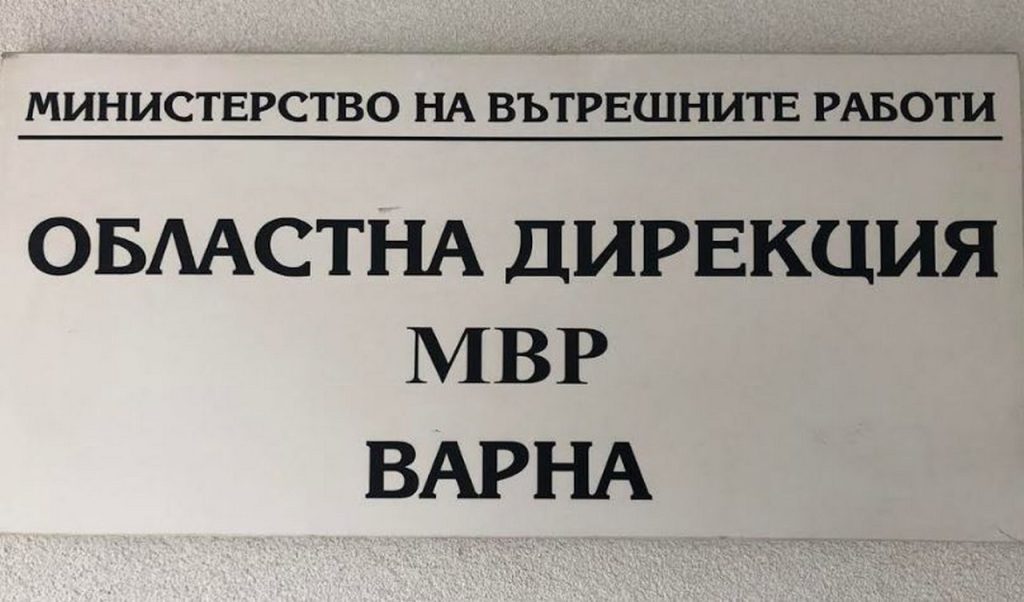 МИНИСТЕРСТВО НА ВЪТРЕШНИТЕ РАБОТИ
ОБЛАСТНА ДИРЕКЦИЯ
МВР
ВАРНА